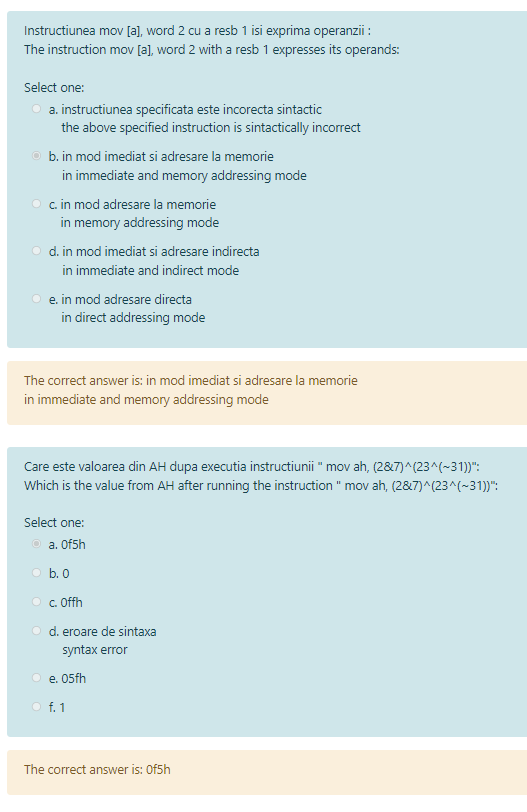 Instructiunea mov [a], word 2 cu a resb 1 isi exprima operanzii :
The instruction mov [a], word 2 with a resb 1 expresses its operands:
Select one:
a. instructiunea specificata este incorecta sintactic
the above specified instruction is sintactically incorrect
b. in mod imediat si adresare la memorie
in immediate and memory addressing mode
c. in mod adresare la memorie
in memory addressing mode
d. in mod imediat si adresare indirecta
in immediate and indirect mode
e. in mod adresare directa
in direct addressing mode
The correct answer is: in mod imediat si adresare la memorie
in immediate and memory addressing mode
Care este valoarea din AH dupa executia instructiunii " mov ah, (2&7)^(23^(~31))":
Which is the value from AH after running the instruction " mov ah, (2&7)^(23^(~31))":
Select one:
a. 0f5h
b. 0
c. 0ffh
d. eroare de sintaxa
syntax error
e. 05fh
f. 1
The correct answer is: 0f5h